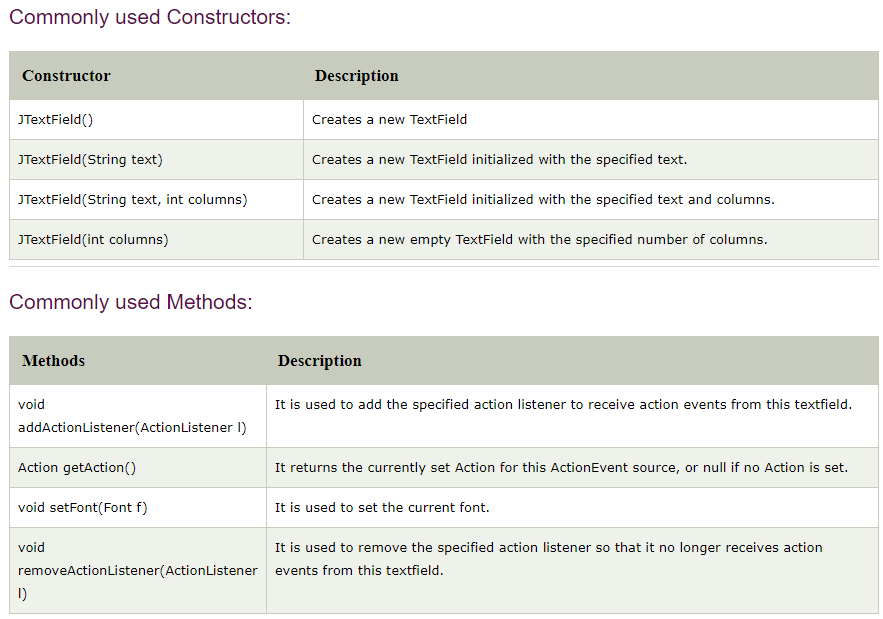 Commonly used Constructors:
Constructor Description
JTextField() Creates a new TextField
JTextField(String text) Creates a new TextField initialized with the specified text.
JTextField(String text, int columns) Creates a new TextField initialized with the specified text and columns.
JTextField(int columns) Creates a new empty TextField with the specified number of columns.
Commonly used Methods:
Methods Description
void It is used to add the specified action listener to receive action events from this textfield.
addActionListener(ActionListener l)
Action getAction() It returns the currently set Action for this ActionEvent source, or null if no Action is set.
void setFont(Font f) It is used to set the current font.
void It is used to remove the specified action listener so that it no longer receives action
removeActionListener(ActionListener events from this textfield.
l)